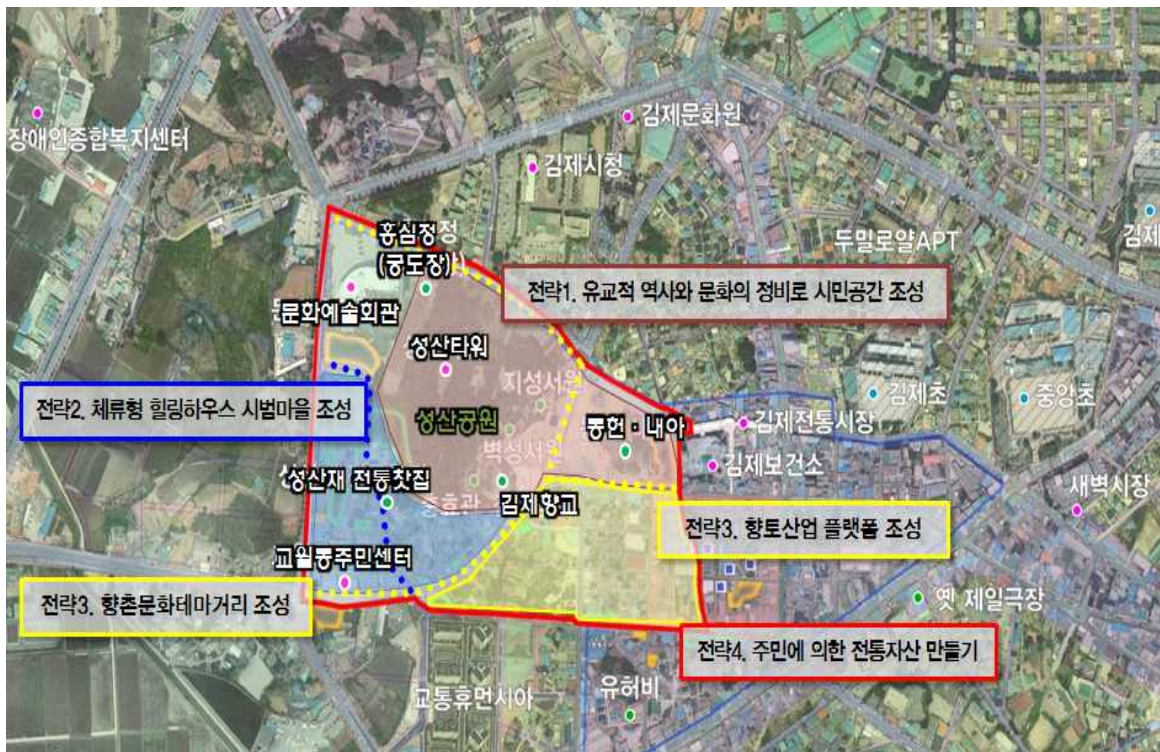 김제문화원
장애인종합복지센터
김제시청
홍심정
(궁도장)
두밀로얄APT
전략1. 유교적 역사와 문화의 정비로 시민공간 조성
문화예술회관
성산타워
지성서원
김제초
중앙초
전략2. 체류형 힐링하우스 시범마을 조성
성산공원
동헌·내아
김제전통시장
벽성서원
김제보건소
성산재 전통찻집
김제향교
새벽시장
전략3. 향토산업 플랫폼 조성
교월동주민센터
전략3. 향촌문화테마거리 조성
옛 제일극장
전략4. 주민에 의한 전통자산 만들기
교동휴먼시아
유허비